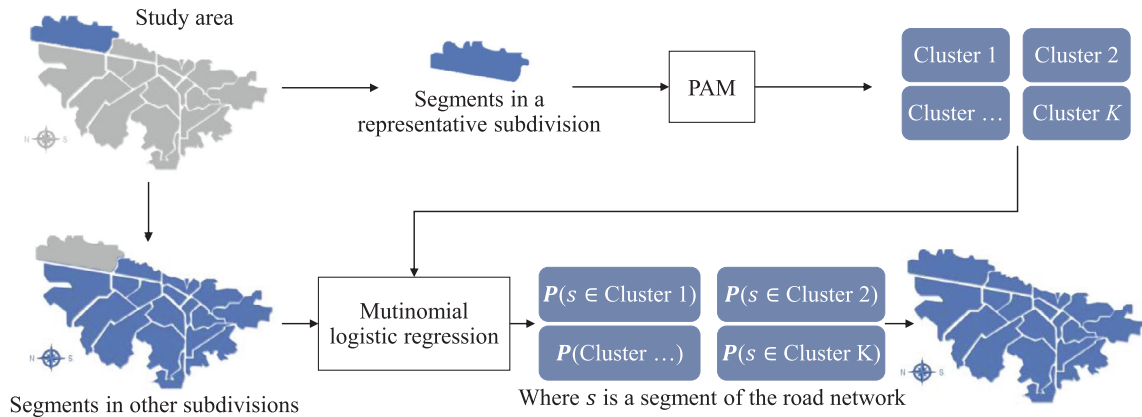 Study area
N S
Segments in a
representative subdivision
PAM
Cluster 1
Cluster 2
Cluster …
Cluster K
N S
Segments in other subdivisions
Mutinomial
logistic regression
P(s ∈ Cluster 1)
P(s ∈ Cluster 2)
P(Cluster …)
P(s ∈ Cluster K)
Where s is a segment of the road network
N S